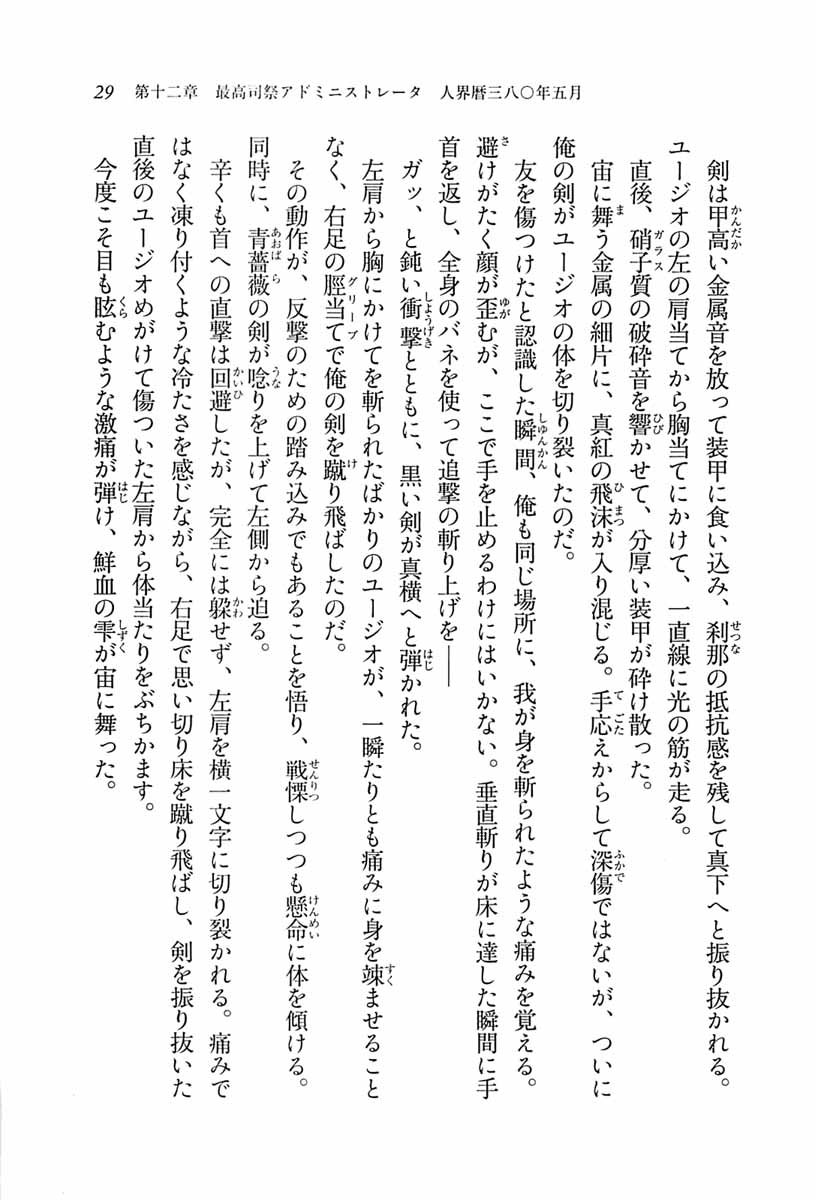 29　第十二章　最高司祭アドミニストレータ　人界暦三八〇年五月
　剣は甲高い金属音を放って装甲に食い込み、刹那の抵抗感を残して真下へと振り抜かれる。
ユージオの左の肩当てから胸当てにかけて、一直線に光の筋が走る。
　直後、硝子質の破砕音を響かせて、分厚い装甲が砕け散った。
　宙に舞う金属の細片に、真紅の飛沫が入り混じる。手応えからして深傷ではないが、ついに
俺の剣がユージオの体を切り裂いたのだ。
　友を傷つけたと認識した瞬間、俺も同じ場所に、我が身を斬られたような痛みを覚える。
避けがたく顔が歪むが、ここで手を止めるわけにはいかない。垂直斬りが床に達した瞬間に手
首を返し、全身のバネを使って追撃の斬り上げを――
　ガッ、と鈍い衝撃とともに、黒い剣が真横へと弾かれた。
　左肩から胸にかけてを斬られたばかりのユージオが、一瞬たりとも痛みに身を竦ませること
なく、右足の脛当てで俺の剣を蹴り飛ばしたのだ。
　その動作が、反撃のための踏み込みでもあることを悟り、戦慄しつつも懸命に体を傾ける。
同時に、青薔薇の剣が唸りを上げて左側から迫る。
　辛くも首への直撃は回避したが、完全には躱せず、左肩を横一文字に切り裂かれる。痛みで
はなく凍り付くような冷たさを感じながら、右足で思い切り床を蹴り飛ばし、剣を振り抜いた
直後のユージオめがけて傷ついた左肩から体当たりをぶちかます。
　今度こそ目も眩むような激痛が弾け、鮮血の雫が宙に舞った。